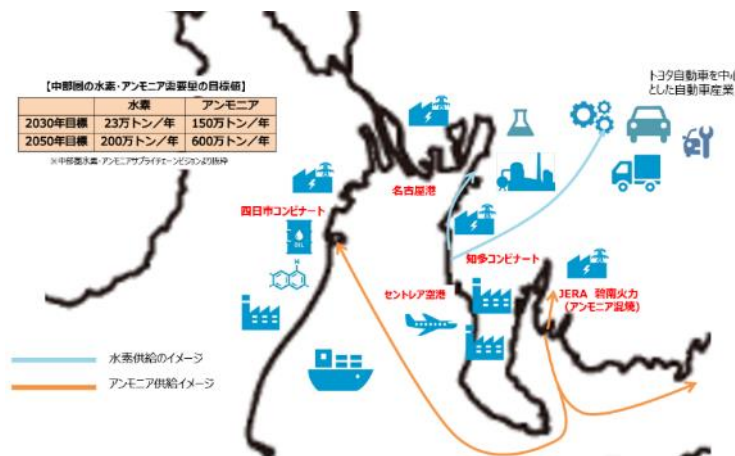 【中部圏の水素・アンモニア需要量の目標値】
水素 アンモニア
2030年目標 23万トン/年 150万トン/年
2050年目標 200万トン/年 600万トン/年
※中部圏水素・アンモニアサプライチェーンビジョンより抜粋
トヨタ自動車を中心
とした自動車産業
名古屋港
四日市コンビナート
OIL
知多コンビナート
セントレア空港
JERA 碧南火力
(アンモニア混焼)
水素供給のイメージ
アンモニア供給イメージ